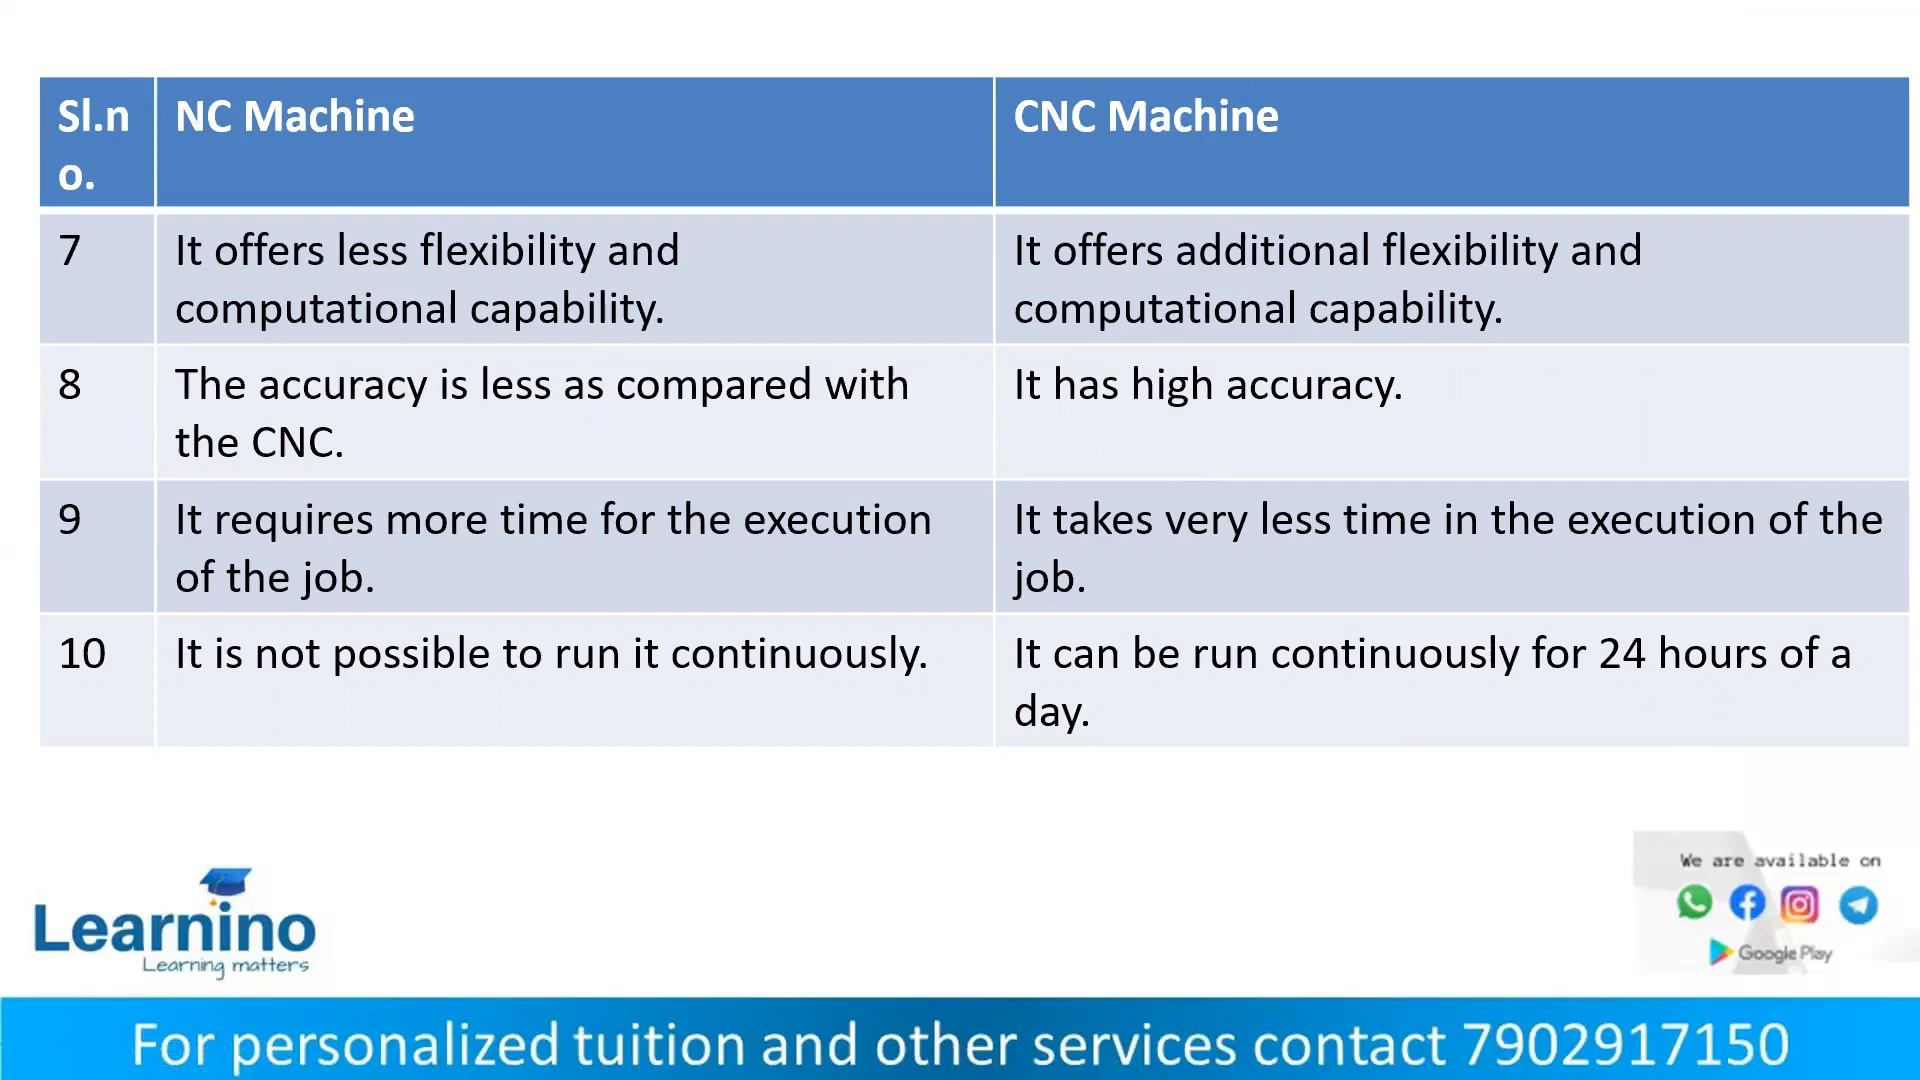 Sl.n
o.
NC Machine
CNC Machine
7
It offers less flexibility and
computational capability.
It offers additional flexibility and
computational capability.
8
The accuracy is less as compared with
the CNC.
It has high accuracy.
9
It requires more time for the execution
of the job.
It takes very less time in the execution of the
job.
10
It is not possible to run it continuously.
It can be run continuously for 24 hours of a
day.
Learnino
Learning matters
We are available on
Google Play
For personalized tuition and other services contact 7902917150